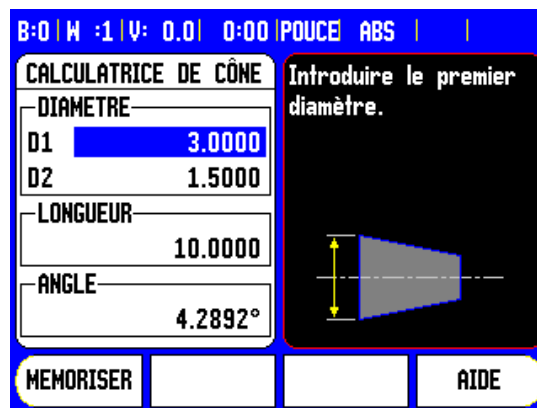 B:0 | W :1 | V: 0.0 | 0:00 | POUCE | ABS | |
CALCULATRICE DE CÔNE
DIAMETRE
D1 3.0000
D2 1.5000
LONGUEUR
10.0000
ANGLE
4.2892°
Introduire le premier
diamètre.
MEMORISER AIDE